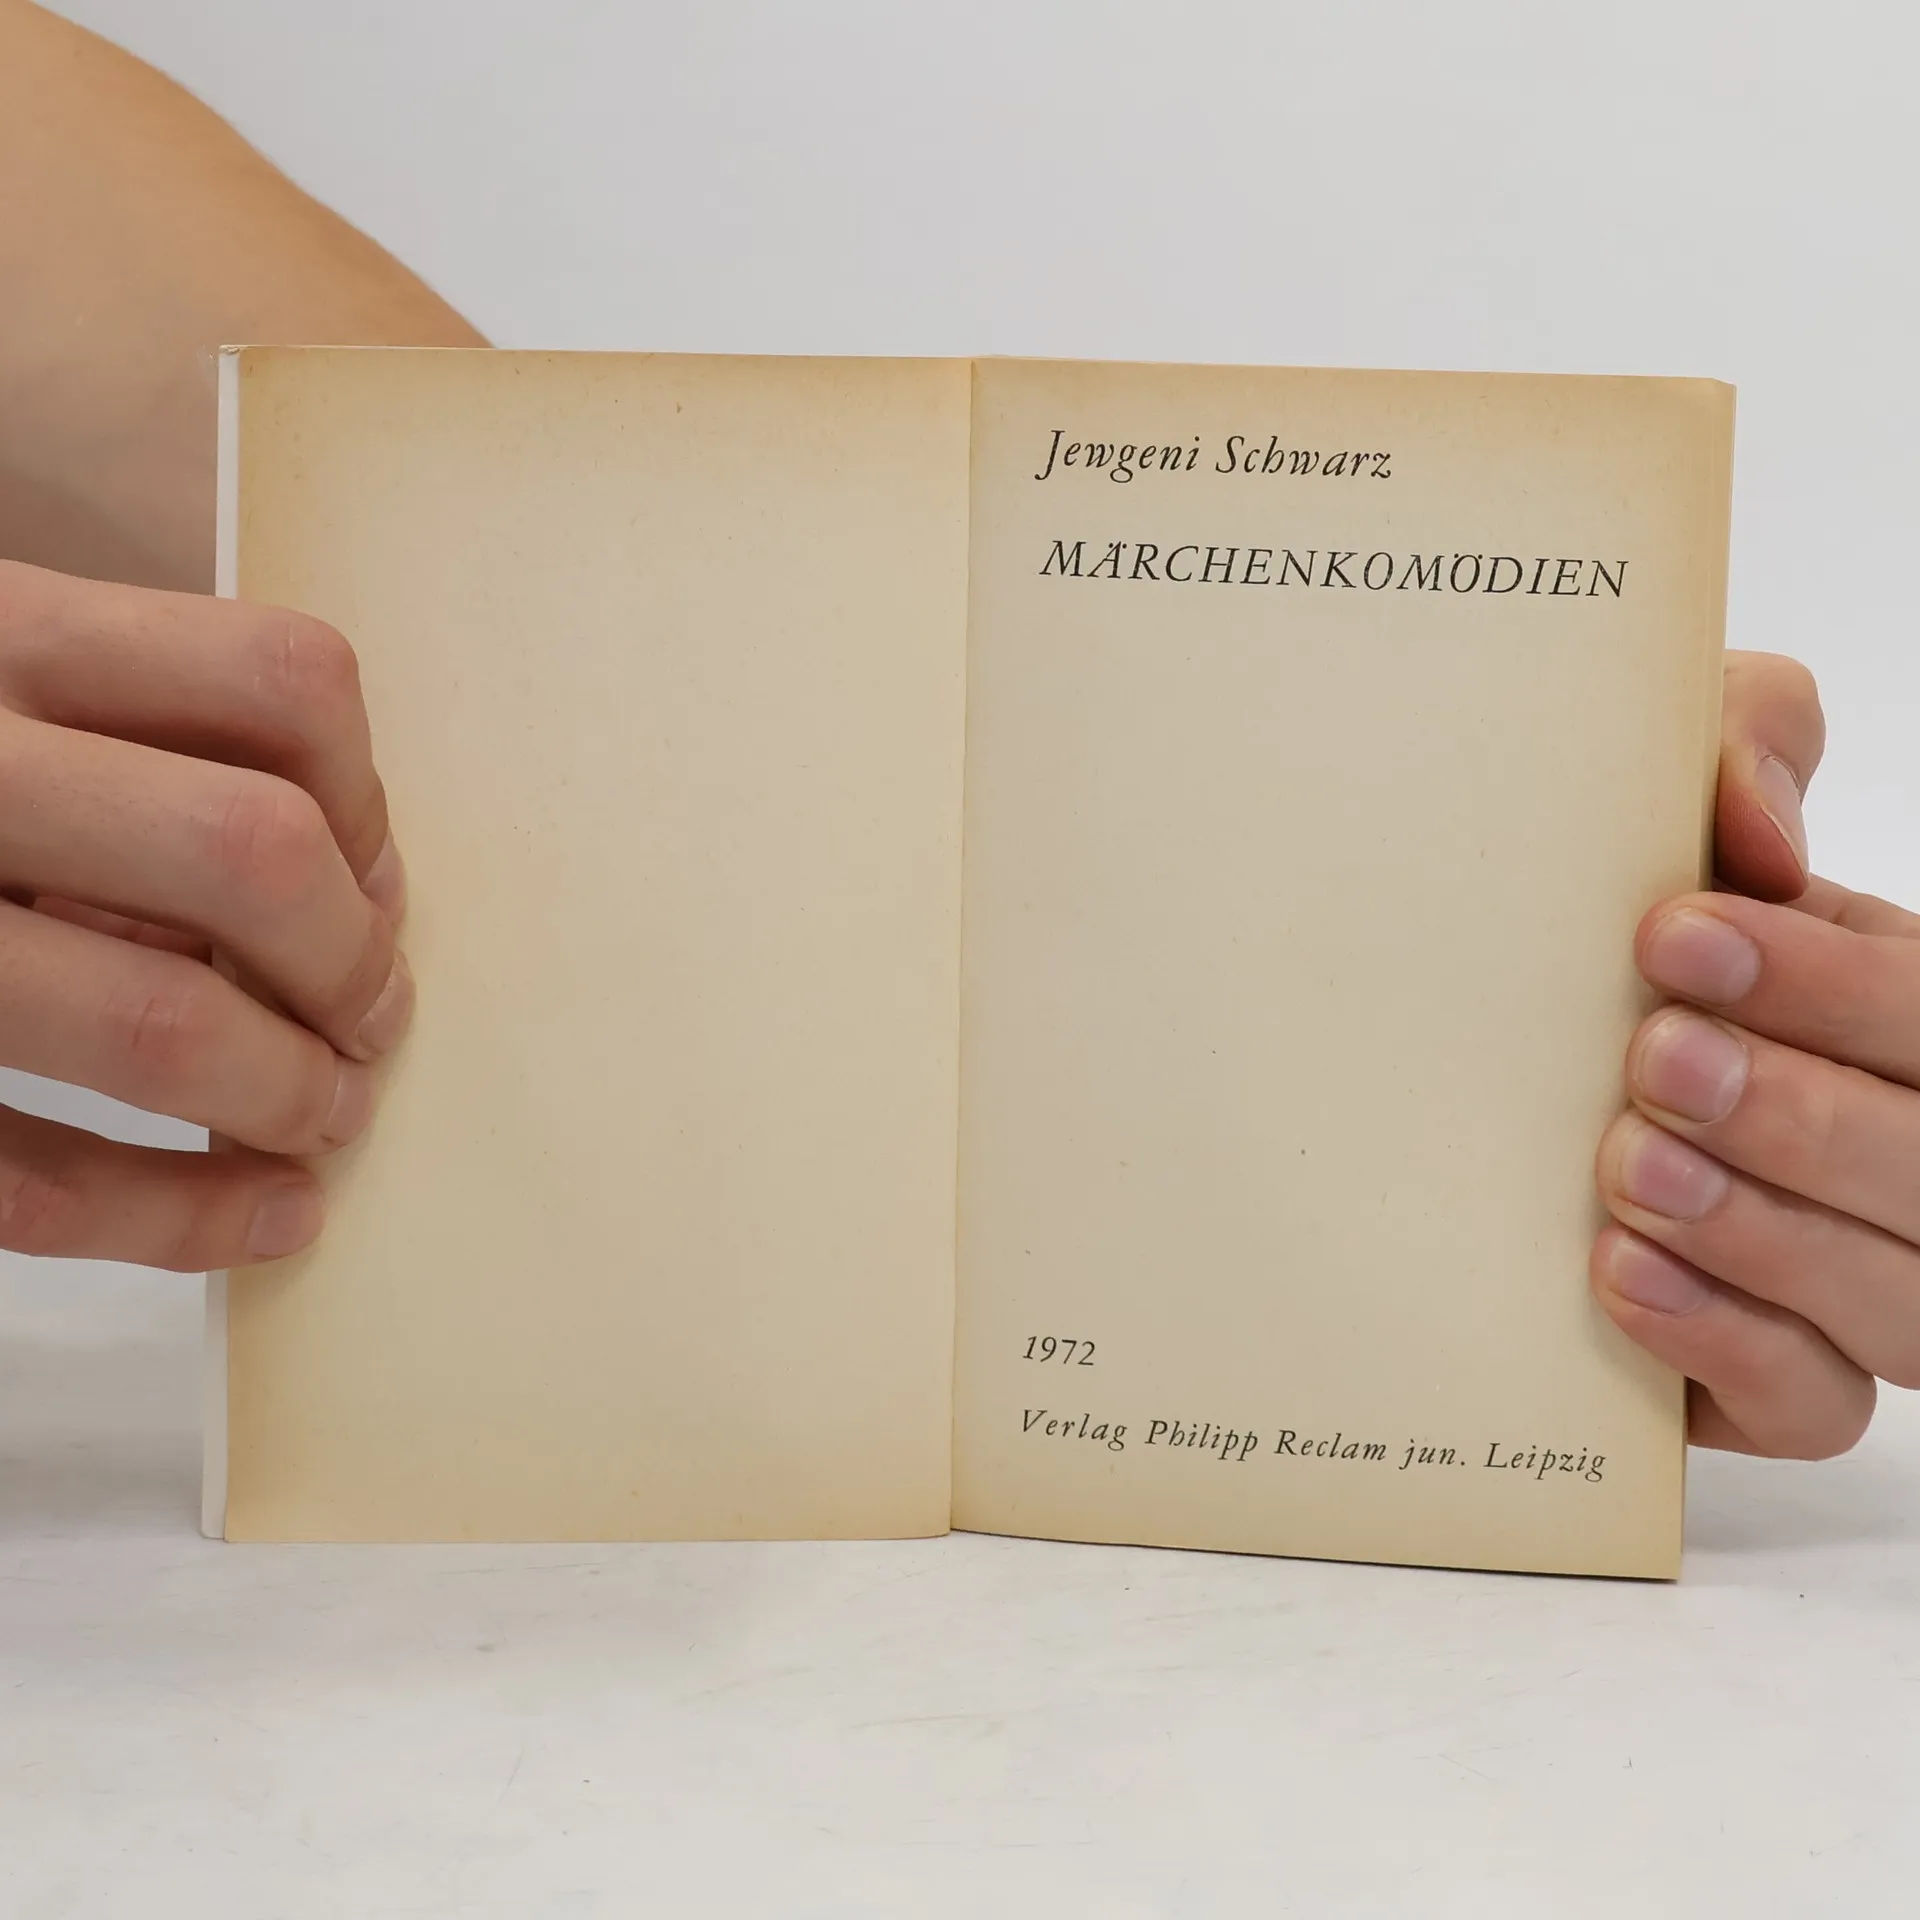 Jewgeni Schwarz
MÄRCHENKOMÖDIEN
1972
Verlag Philipp Reclam jun. Leipzig